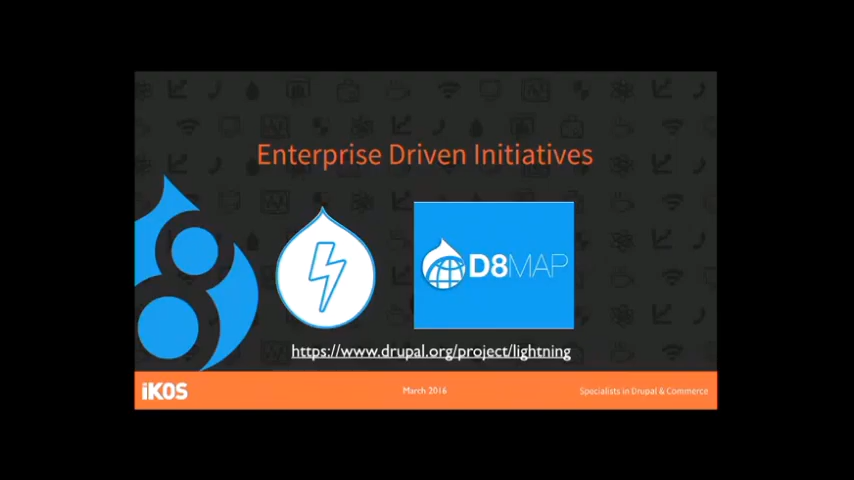 Enterprise Driven Initiatives
D8MAP
https://www.drupal.org/project/lightning
iKOS
March 2016
Specialists in Drupal & Commerce